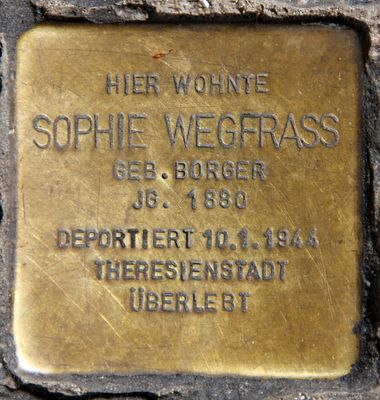 HIER WOHNTE
SOPHIE WEGFRASS
GEB. BORGER
JG. 1880
DEPORTIERT 10.1.1944
THERESIENSTADT
ÜBERLEBT